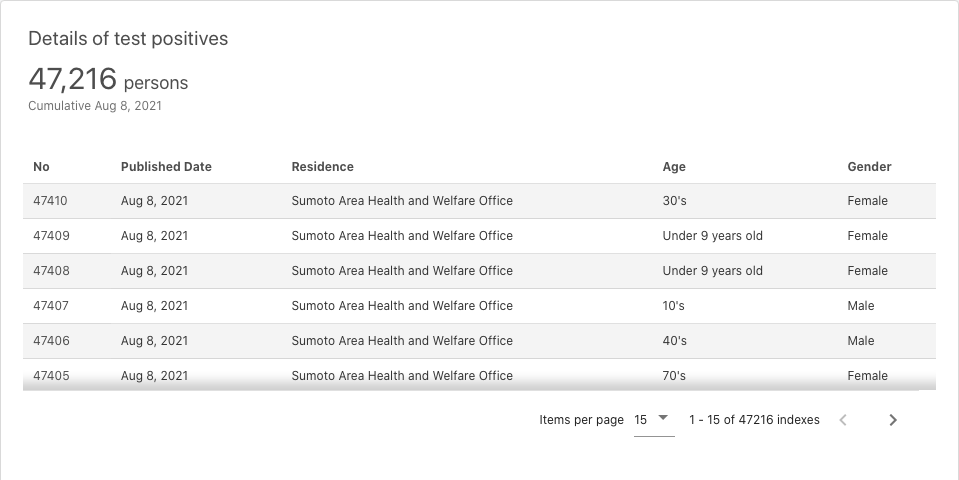 Details of test positives
47,216 persons
Cumulative Aug 8, 2021
No Published Date Residence Age Gender
47410 Aug 8, 2021 Sumoto Area Health and Welfare Office 30's Female
47409 Aug 8, 2021 Sumoto Area Health and Welfare Office Under 9 years old Female
47408 Aug 8, 2021 Sumoto Area Health and Welfare Office Under 9 years old Female
47407 Aug 8, 2021 Sumoto Area Health and Welfare Office 10's Male
47406 Aug 8, 2021 Sumoto Area Health and Welfare Office 40's Male
47405 Aug 8, 2021 Sumoto Area Health and Welfare Office 70's Female
Items per page 15 1 - 15 of 47216 indexes